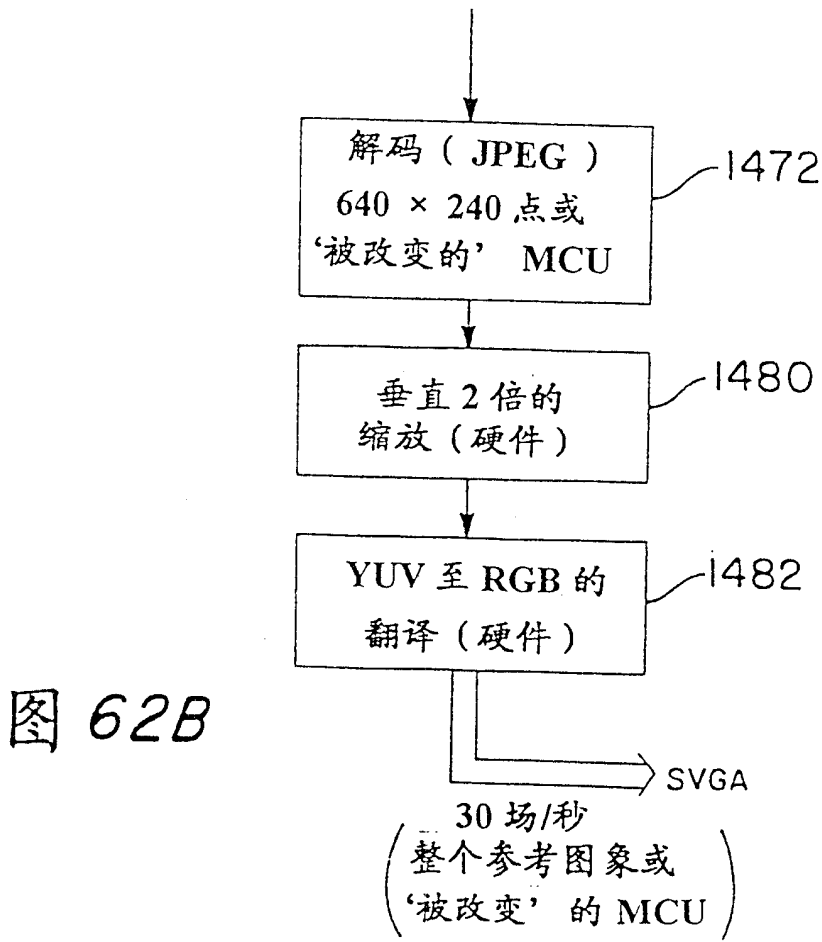 解码（JPEG）
640 × 240 点或
‘被改变的’ MCU
1472
垂直 2 倍的
缩放（硬件）
1480
YUV 至 RGB 的
翻译（硬件）
1482
图 62B
SVGA
30 场/秒
整个参考图象或
‘被改变’ 的 MCU